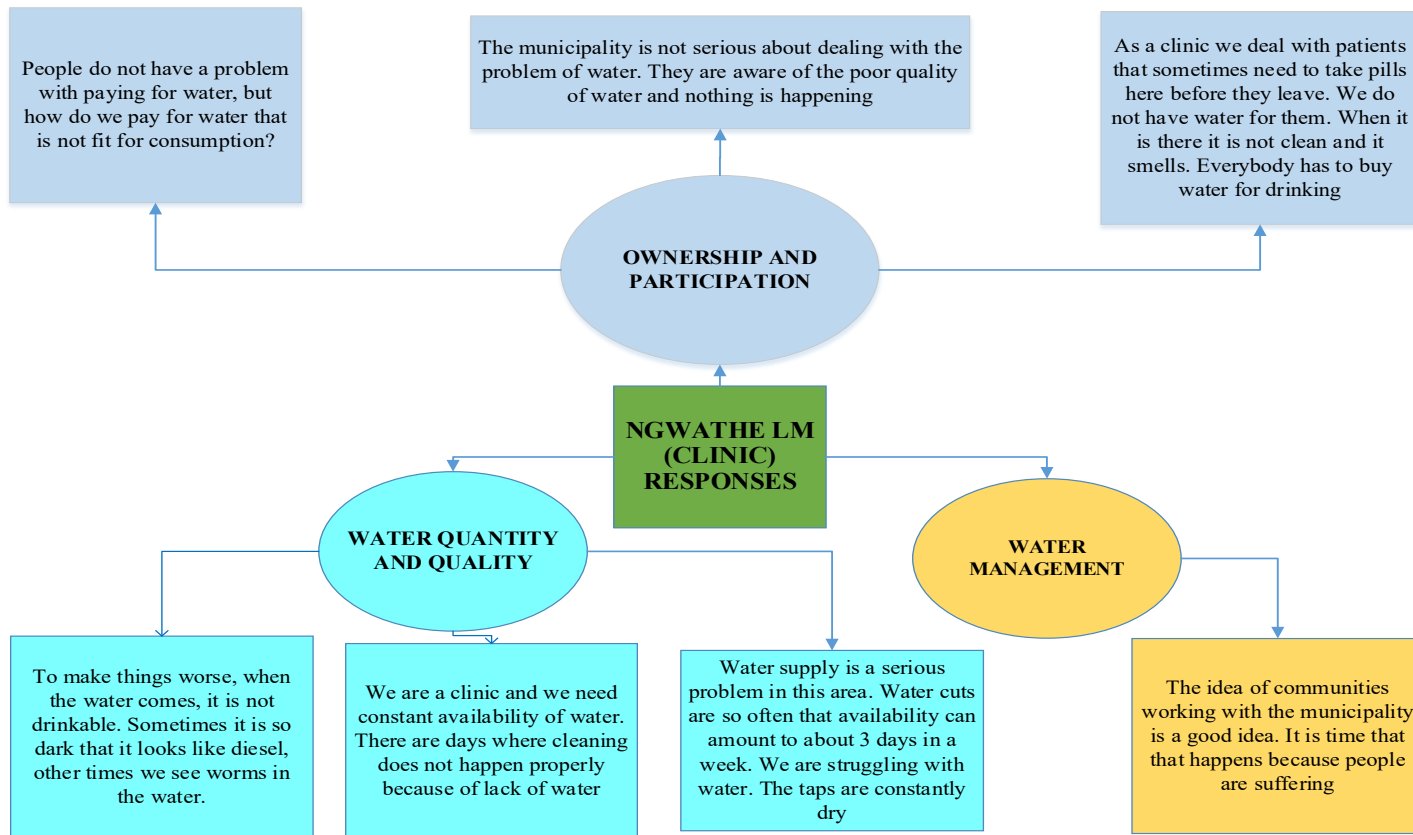 People do not have a problem
with paying for water, but
how do we pay for water that
is not fit for consumption?
The municipality is not serious about dealing with the
problem of water. They are aware of the poor quality
of water and nothing is happening
As a clinic we deal with patients
that sometimes need to take pills
here before they leave. We do
not have water for them. When it
is there it is not clean and it
smells. Everybody has to buy
water for drinking
OWNERSHIP AND
PARTICIPATION
NGWATHE LM
(CLINIC)
RESPONSES
WATER QUANTITY
AND QUALITY
WATER
MANAGEMENT
To make things worse, when
the water comes, it is not
drinkable. Sometimes it is so
dark that it looks like diesel,
other times we see worms in
the water.
We are a clinic and we need
constant availability of water.
There are days where cleaning
does not happen properly
because of lack of water
Water supply is a serious
problem in this area. Water cuts
are so often that availability can
amount to about 3 days in a
week. We are struggling with
water. The taps are constantly
dry
The idea of communities
working with the municipality
is a good idea. It is time that
that happens because people
are suffering